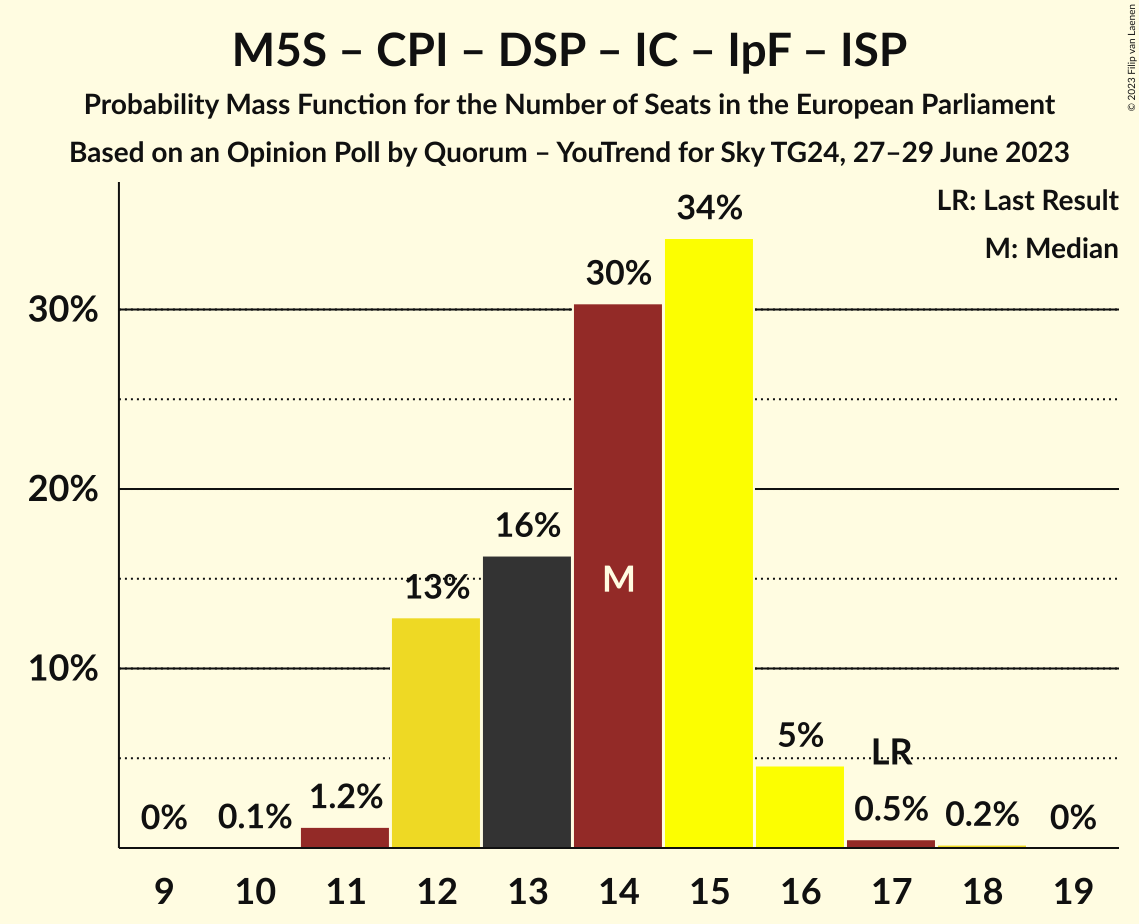 M5S – CPI – DSP – IC – IpF – ISP
Probability Mass Function for the Number of Seats in the European Parliament
Based on an Opinion Poll by Quorum – YouTrend for Sky TG24, 27–29 June 2023
© 2023 Filip van Laenen
LR: Last Result
M: Median
30%
20%
10%
0%
0.1%
1.2%
13%
16%
30%
M
34%
5%
LR
0.5%
0.2%
0%
9 10 11 12 13 14 15 16 17 18 19